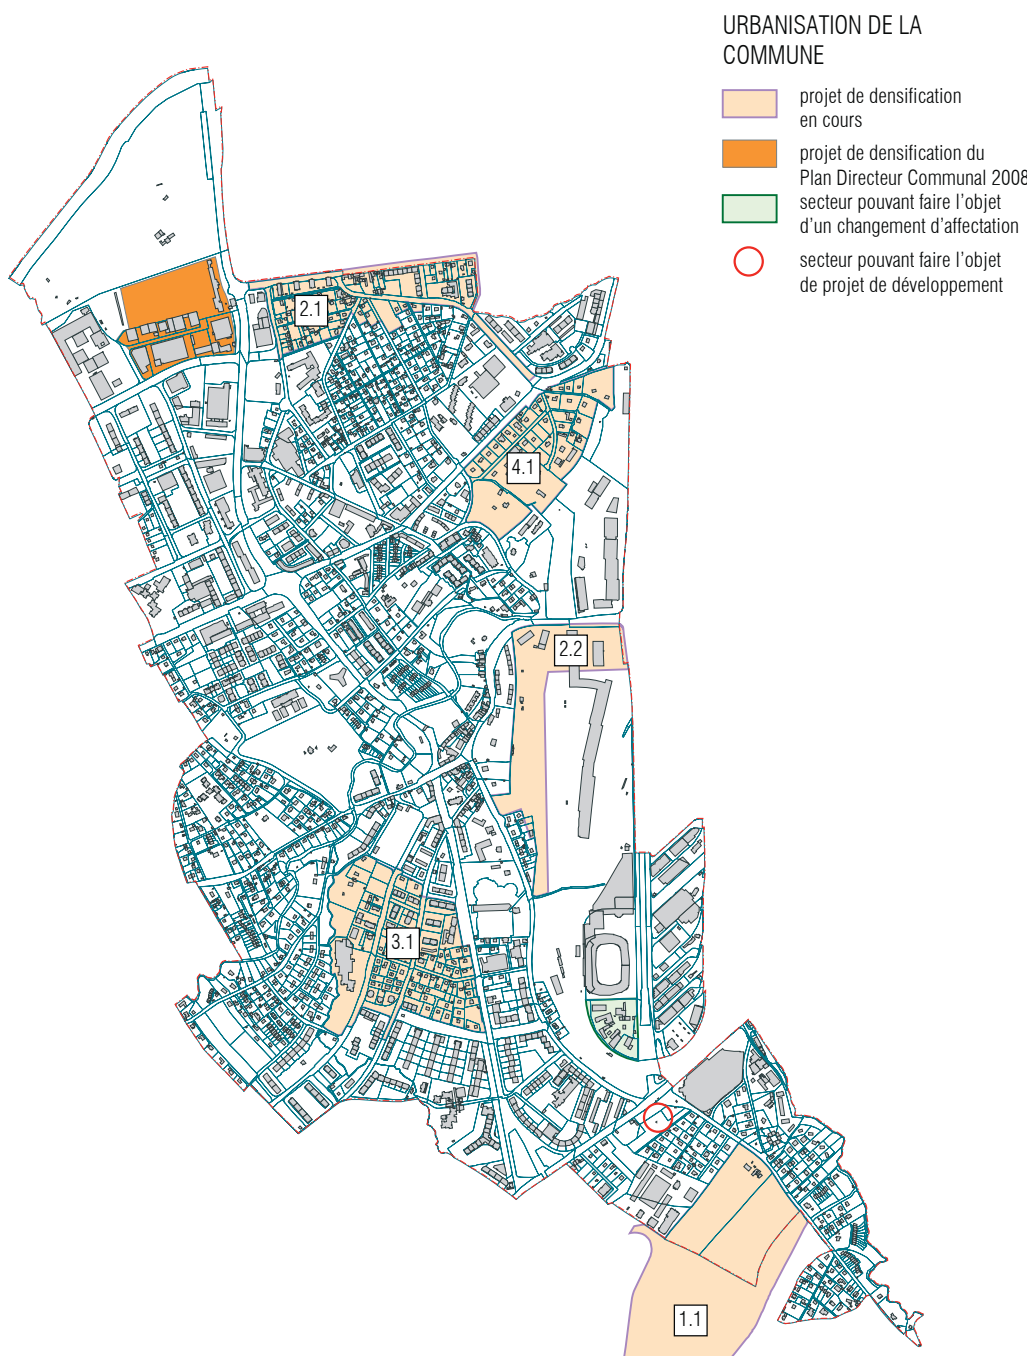 URBANISATION DE LA
COMMUNE
projet de densification
en cours
projet de densification du
Plan Directeur Communal 2008
secteur pouvant faire l'objet
d'un changement d'affectation
secteur pouvant faire l'objet
de projet de développement
2.1
4.1
2.2
3.1
1.1